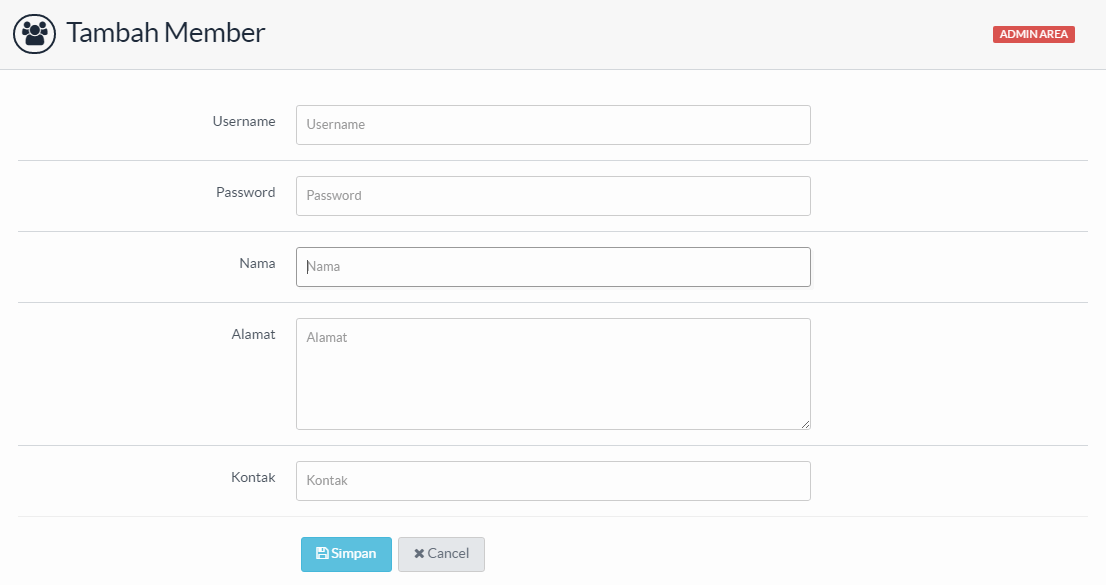 Tambah Member
ADMIN AREA
Username
Username
Password
Password
Nama
Nama
Alamat
Alamat
Kontak
Kontak
Simpan
Cancel